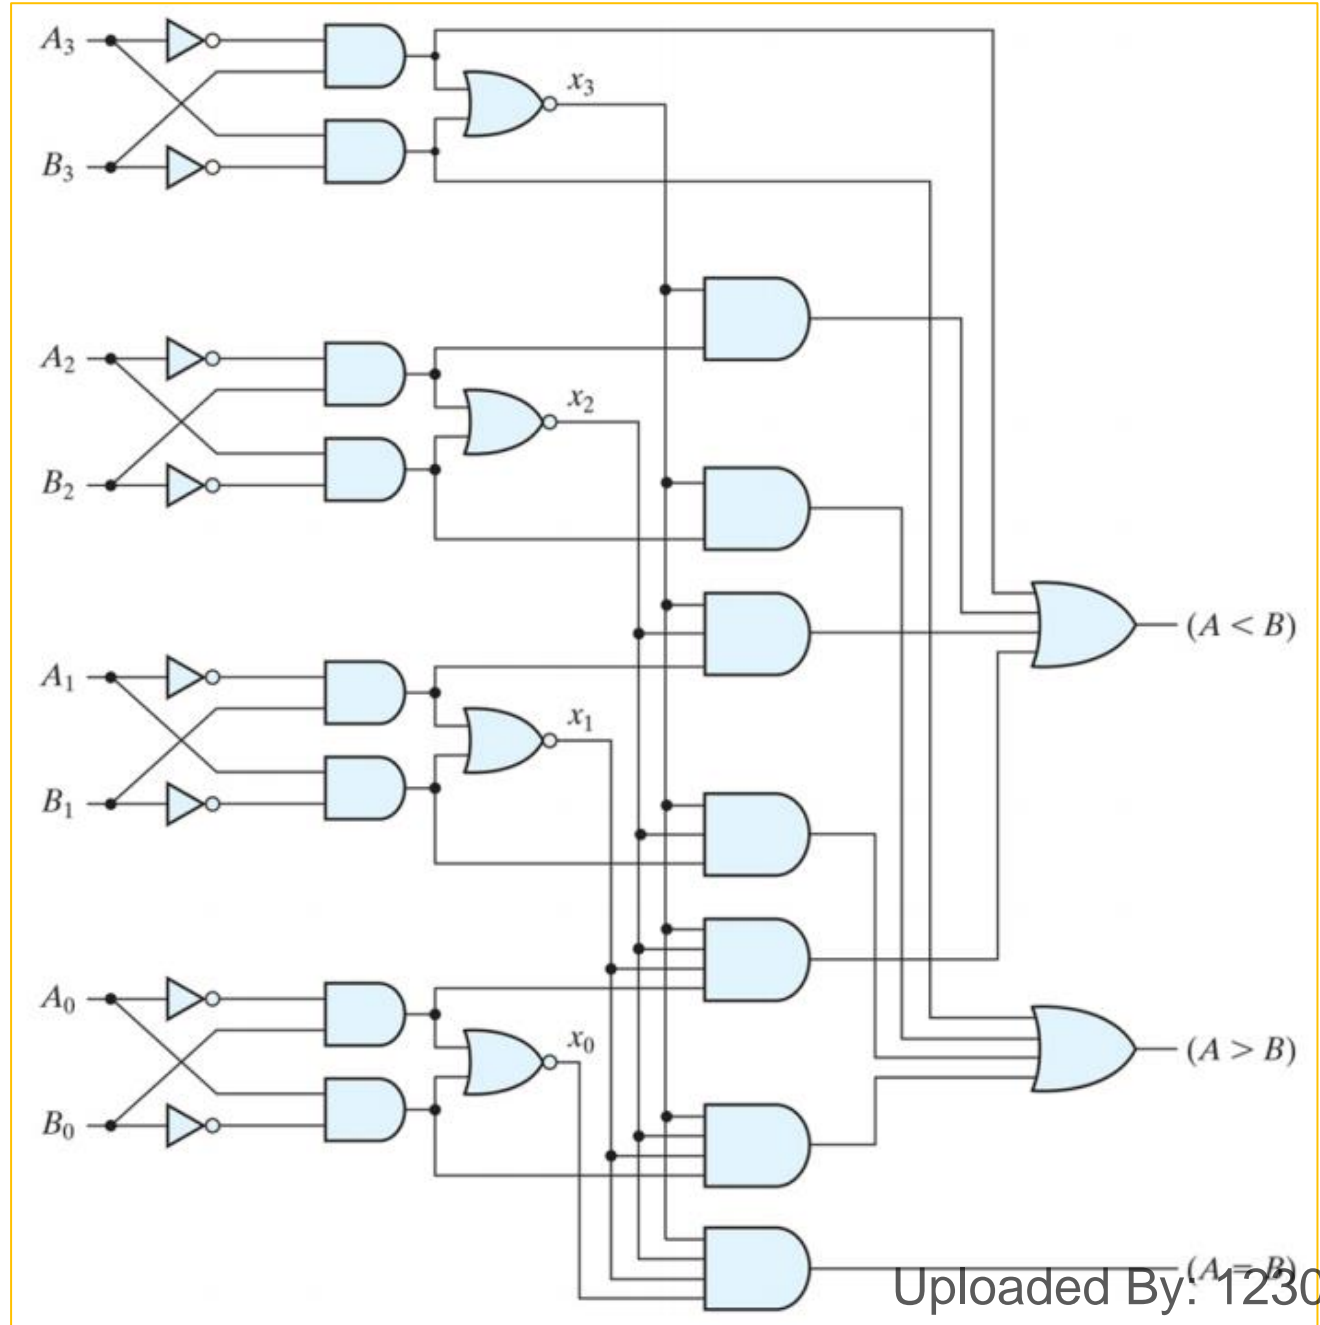 A₃
x₃
B₃
A₂
x₂
B₂
(A < B)
A₁
x₁
B₁
A₀
x₀
(A > B)
B₀
(A = B)
Uploaded By: 1230